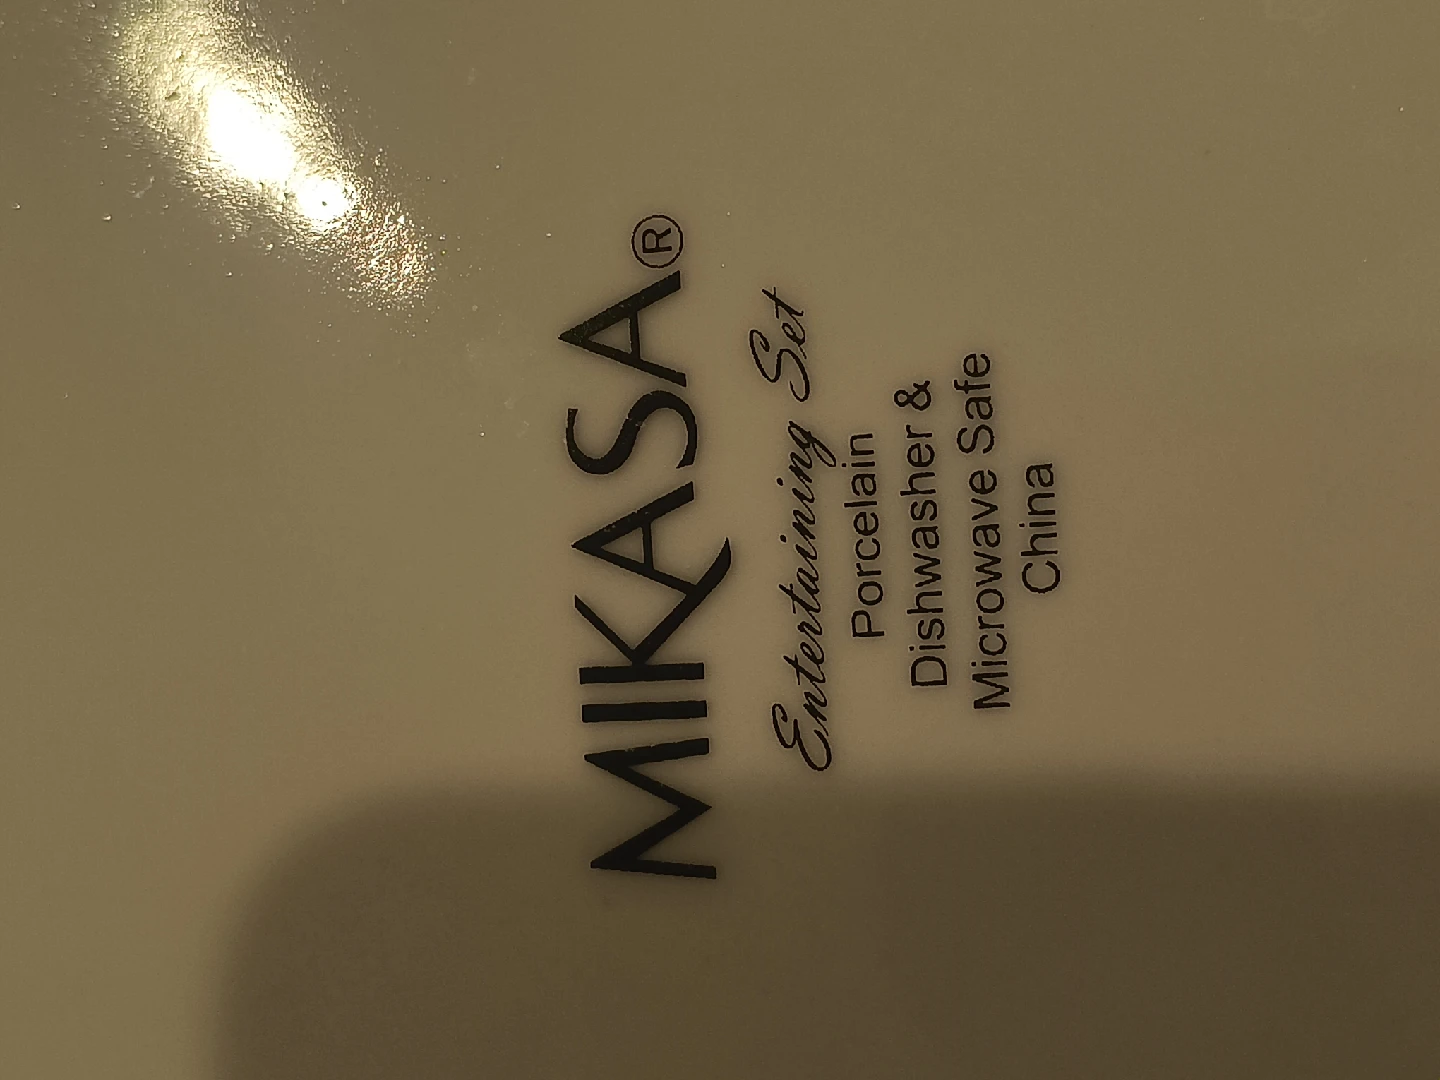 MIKASA®
Entertaining Set
Porcelain
Dishwasher &
Microwave Safe
China